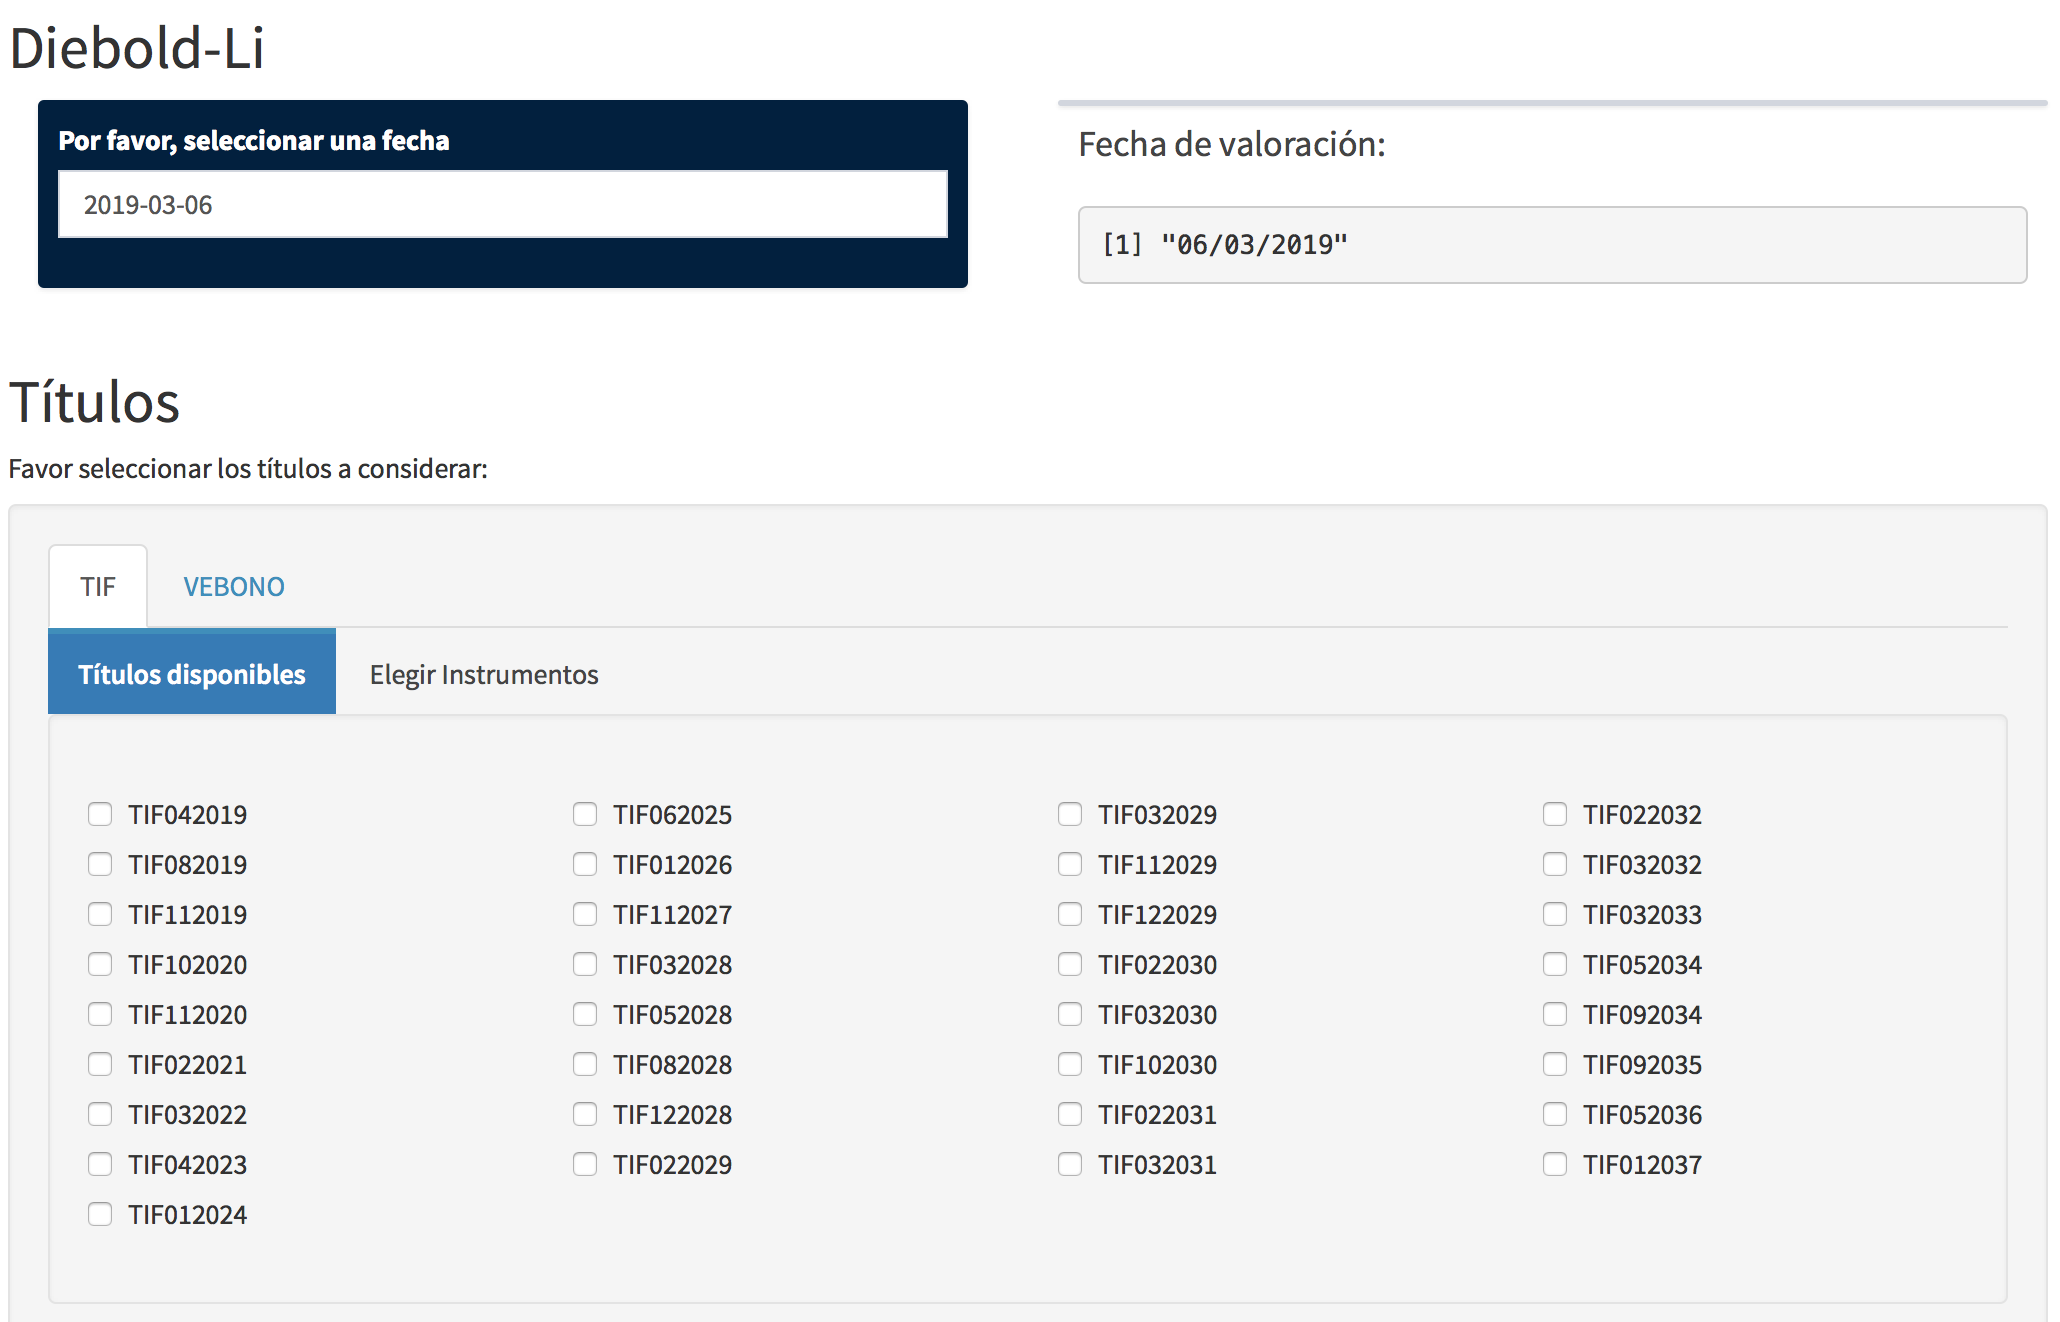 Diebold-Li
Por favor, seleccionar una fecha
2019-03-06
Fecha de valoración:
[1] "06/03/2019"
Títulos
Favor seleccionar los títulos a considerar:
TIF VEBONO
Títulos disponibles Elegir Instrumentos
TIF042019 TIF062025 TIF032029 TIF022032
TIF082019 TIF012026 TIF112029 TIF032032
TIF112019 TIF112027 TIF122029 TIF032033
TIF102020 TIF032028 TIF022030 TIF052034
TIF112020 TIF052028 TIF032030 TIF092034
TIF022021 TIF082028 TIF102030 TIF092035
TIF032022 TIF122028 TIF022031 TIF052036
TIF042023 TIF022029 TIF032031 TIF012037
TIF012024